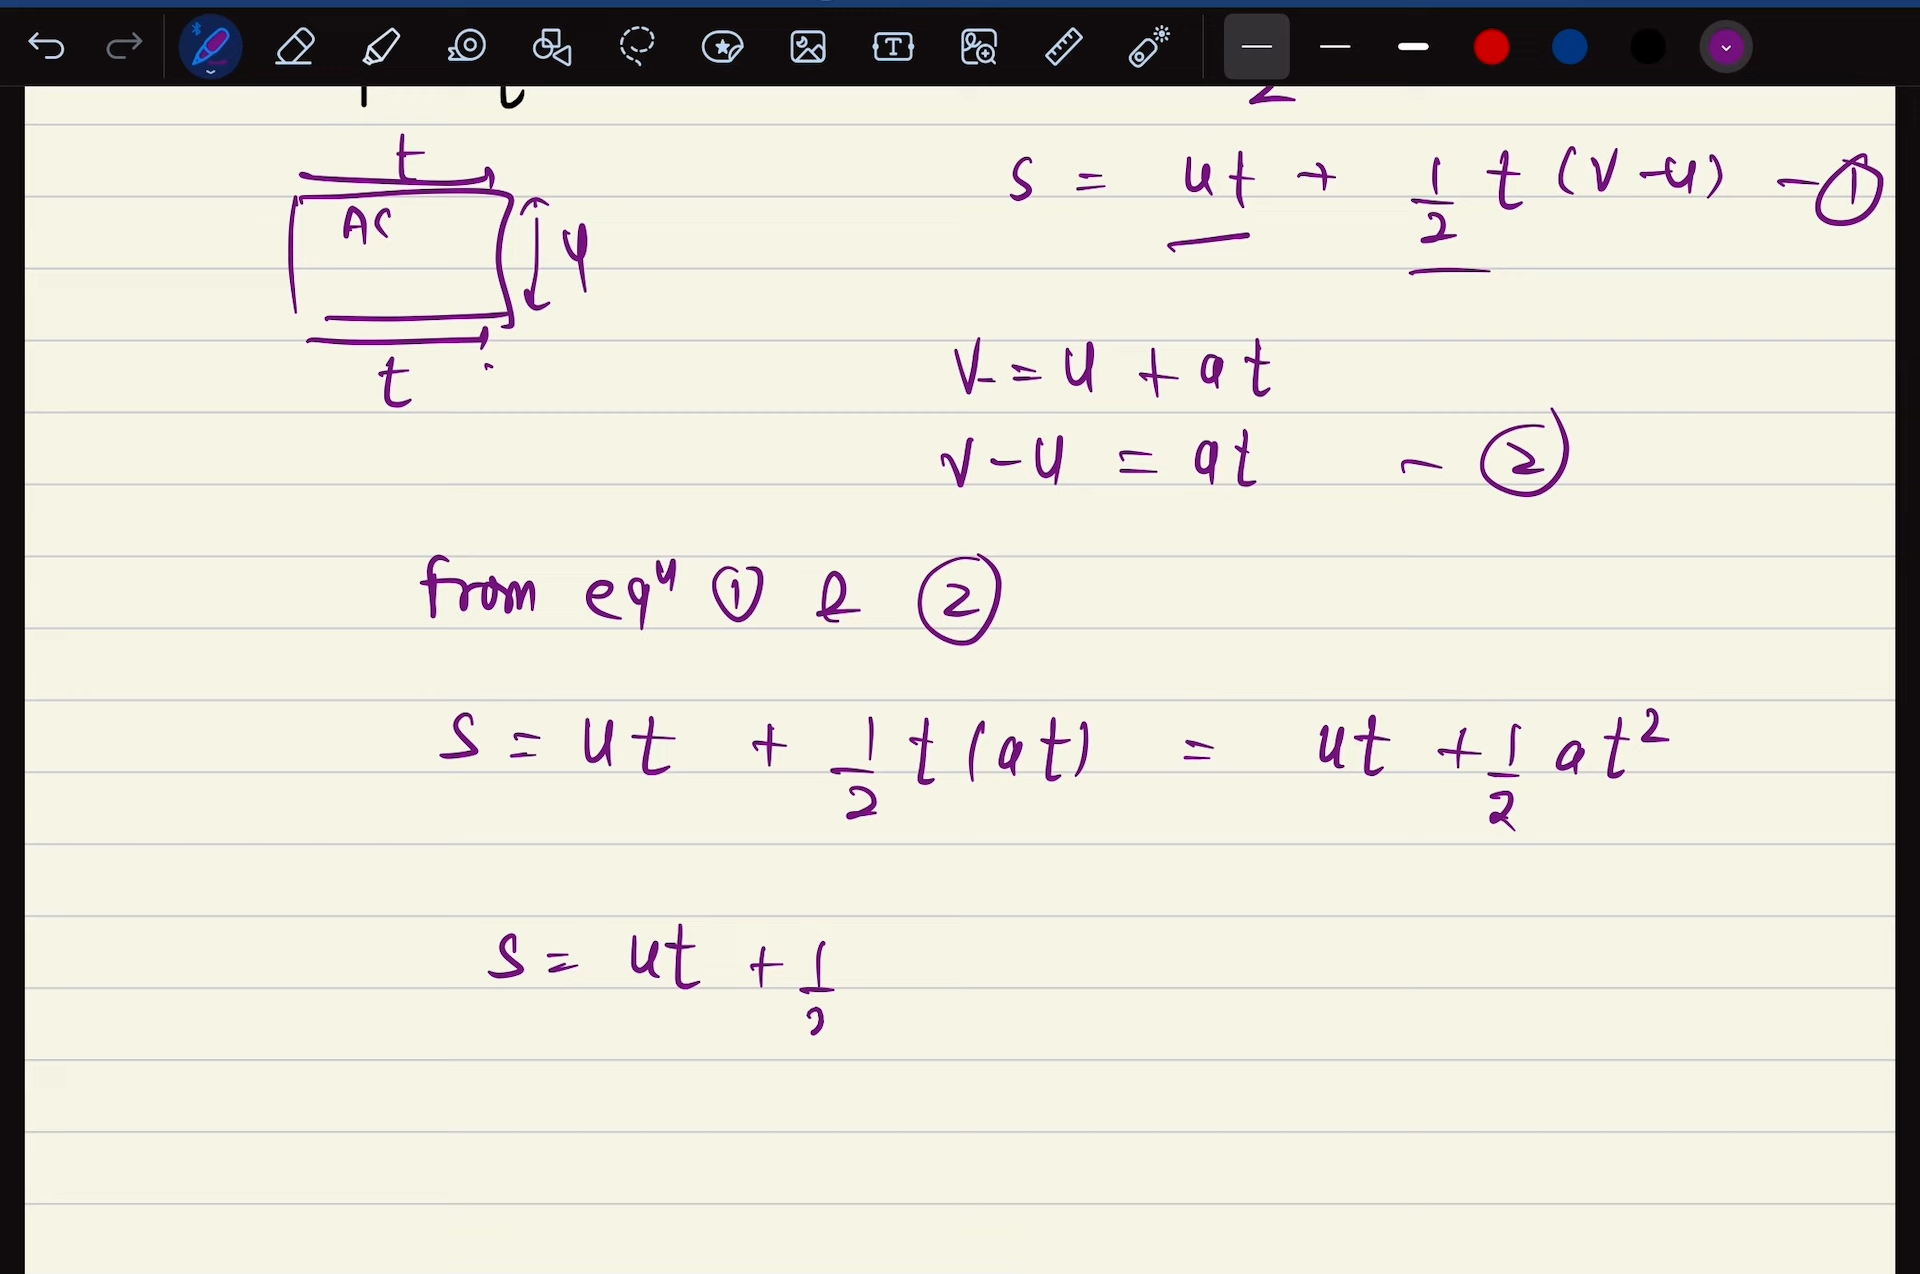 t
AC
u
t
s = ut + 1/2 t (v-u) - ①
v = u + at
v-u = at - ②
from eqⁿ ① & ②
s = ut + 1/2 t (at) = ut + 1/2 at²
s = ut + 1/2